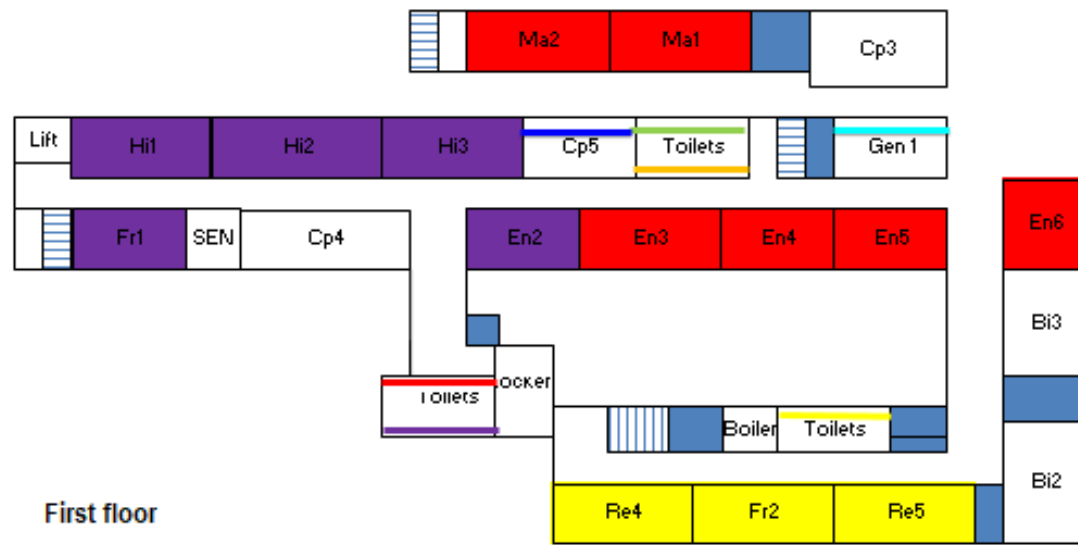 Ma2 Ma1 Cp3
Lift Hi1 Hi2 Hi3 Cp5 Toilets Gen 1
Fr1 SEN Cp4 En2 En3 En4 En5 En6
Bi3
ocker
Toilets
Boiler Toilets
Bi2
Re4 Fr2 Re5
First floor